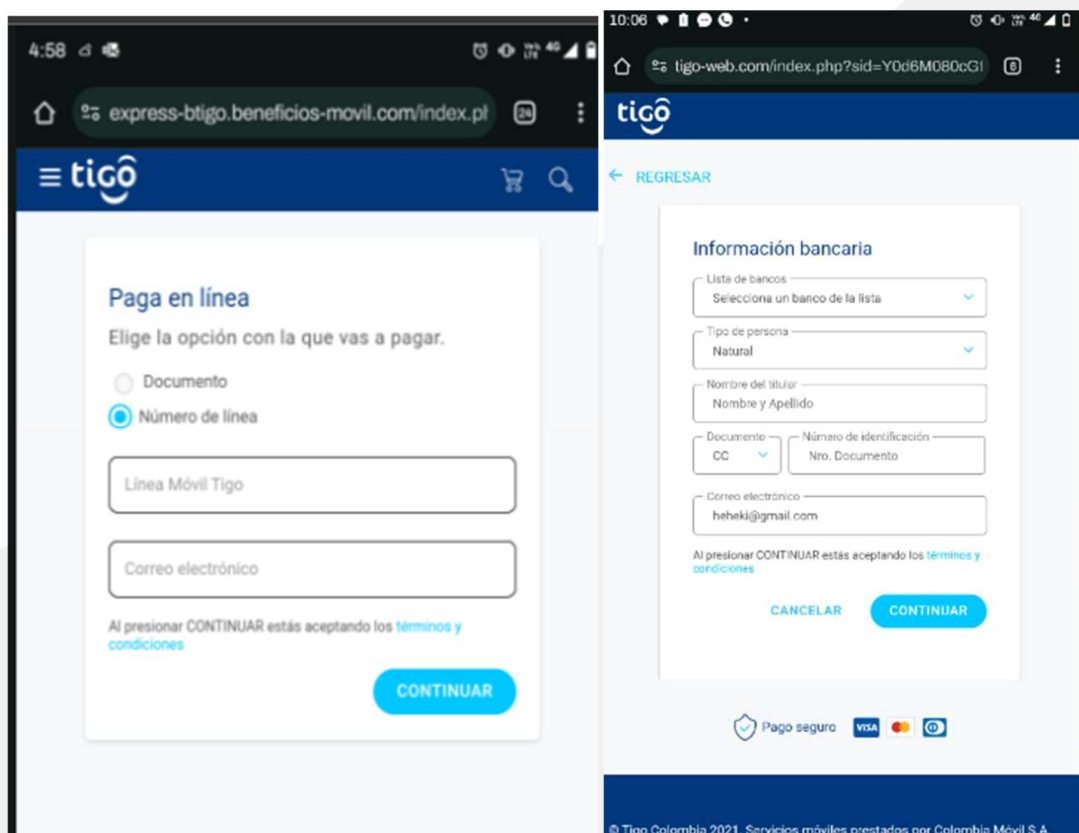 4:58
4G
express-btigo.beneficios-movil.com/index.pl
24
tigo
Paga en línea
Elige la opción con la que vas a pagar.
Documento
Número de línea
Línea Móvil Tigo
Correo electrónico
Al presionar CONTINUAR estás aceptando los términos y
condiciones
CONTINUAR
10:06
4G
tigo-web.com/index.php?sid=Y0d6M080cGl
6
tigo
REGRESAR
Información bancaria
Lista de bancos
Selecciona un banco de la lista
Tipo de persona
Natural
Nombre del titular
Nombre y Apellido
Documento
Número de identificación
CC
Nro. Documento
Correo electrónico
heheki@gmail.com
Al presionar CONTINUAR estás aceptando los términos y
condiciones
CANCELAR
CONTINUAR
Pago seguro
VISA
© Tigo Colombia 2021. Servicios móviles prestados por Colombia Móvil S.A.